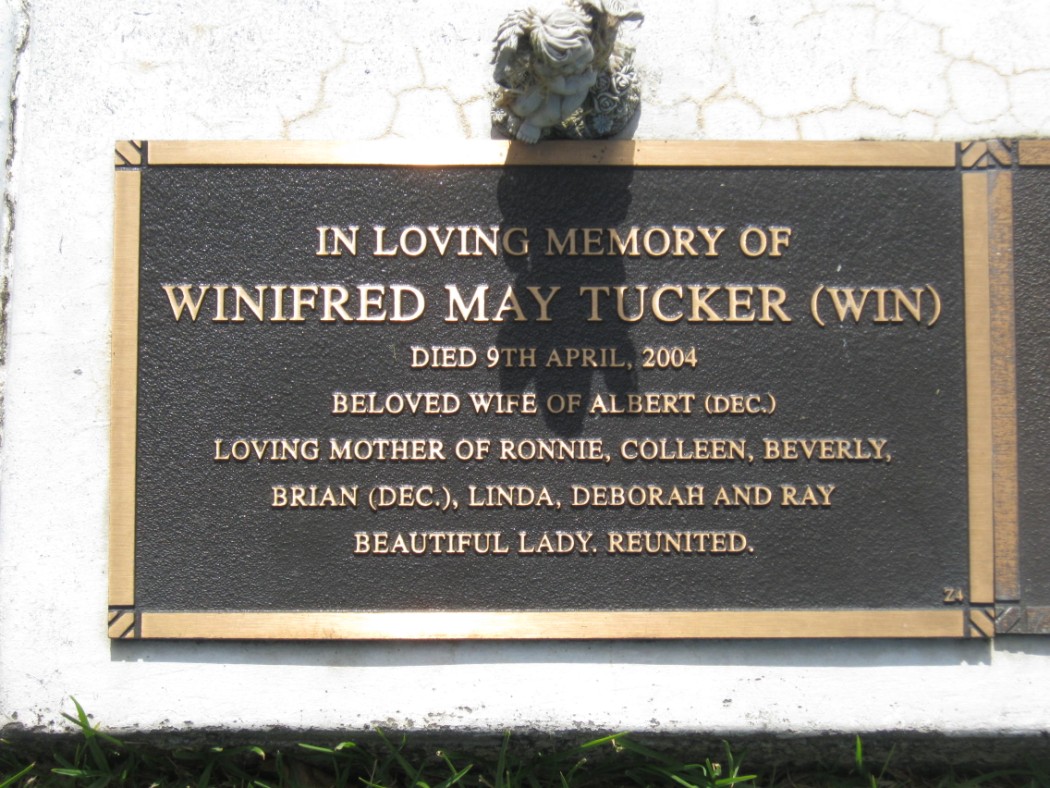 IN LOVING MEMORY OF
WINIFRED MAY TUCKER (WIN)
DIED 9TH APRIL, 2004
BELOVED WIFE OF ALBERT (DEC.)
LOVING MOTHER OF RONNIE, COLLEEN, BEVERLY,
BRIAN (DEC.), LINDA, DEBORAH AND RAY
BEAUTIFUL LADY. REUNITED.
Z4